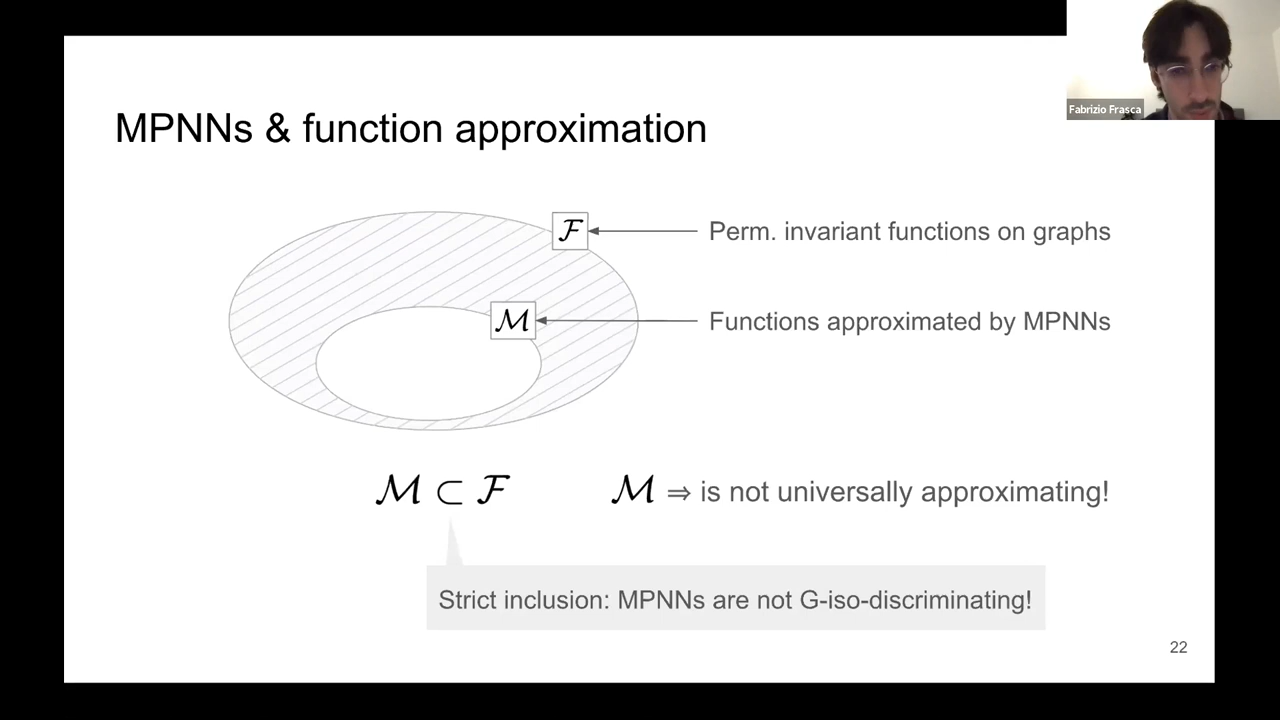 Fabrizio Frasca
MPNNs & function approximation
ℱ
Perm. invariant functions on graphs
ℳ
Functions approximated by MPNNs
ℳ ⊂ ℱ
ℳ ⇒ is not universally approximating!
Strict inclusion: MPNNs are not G-iso-discriminating!
22